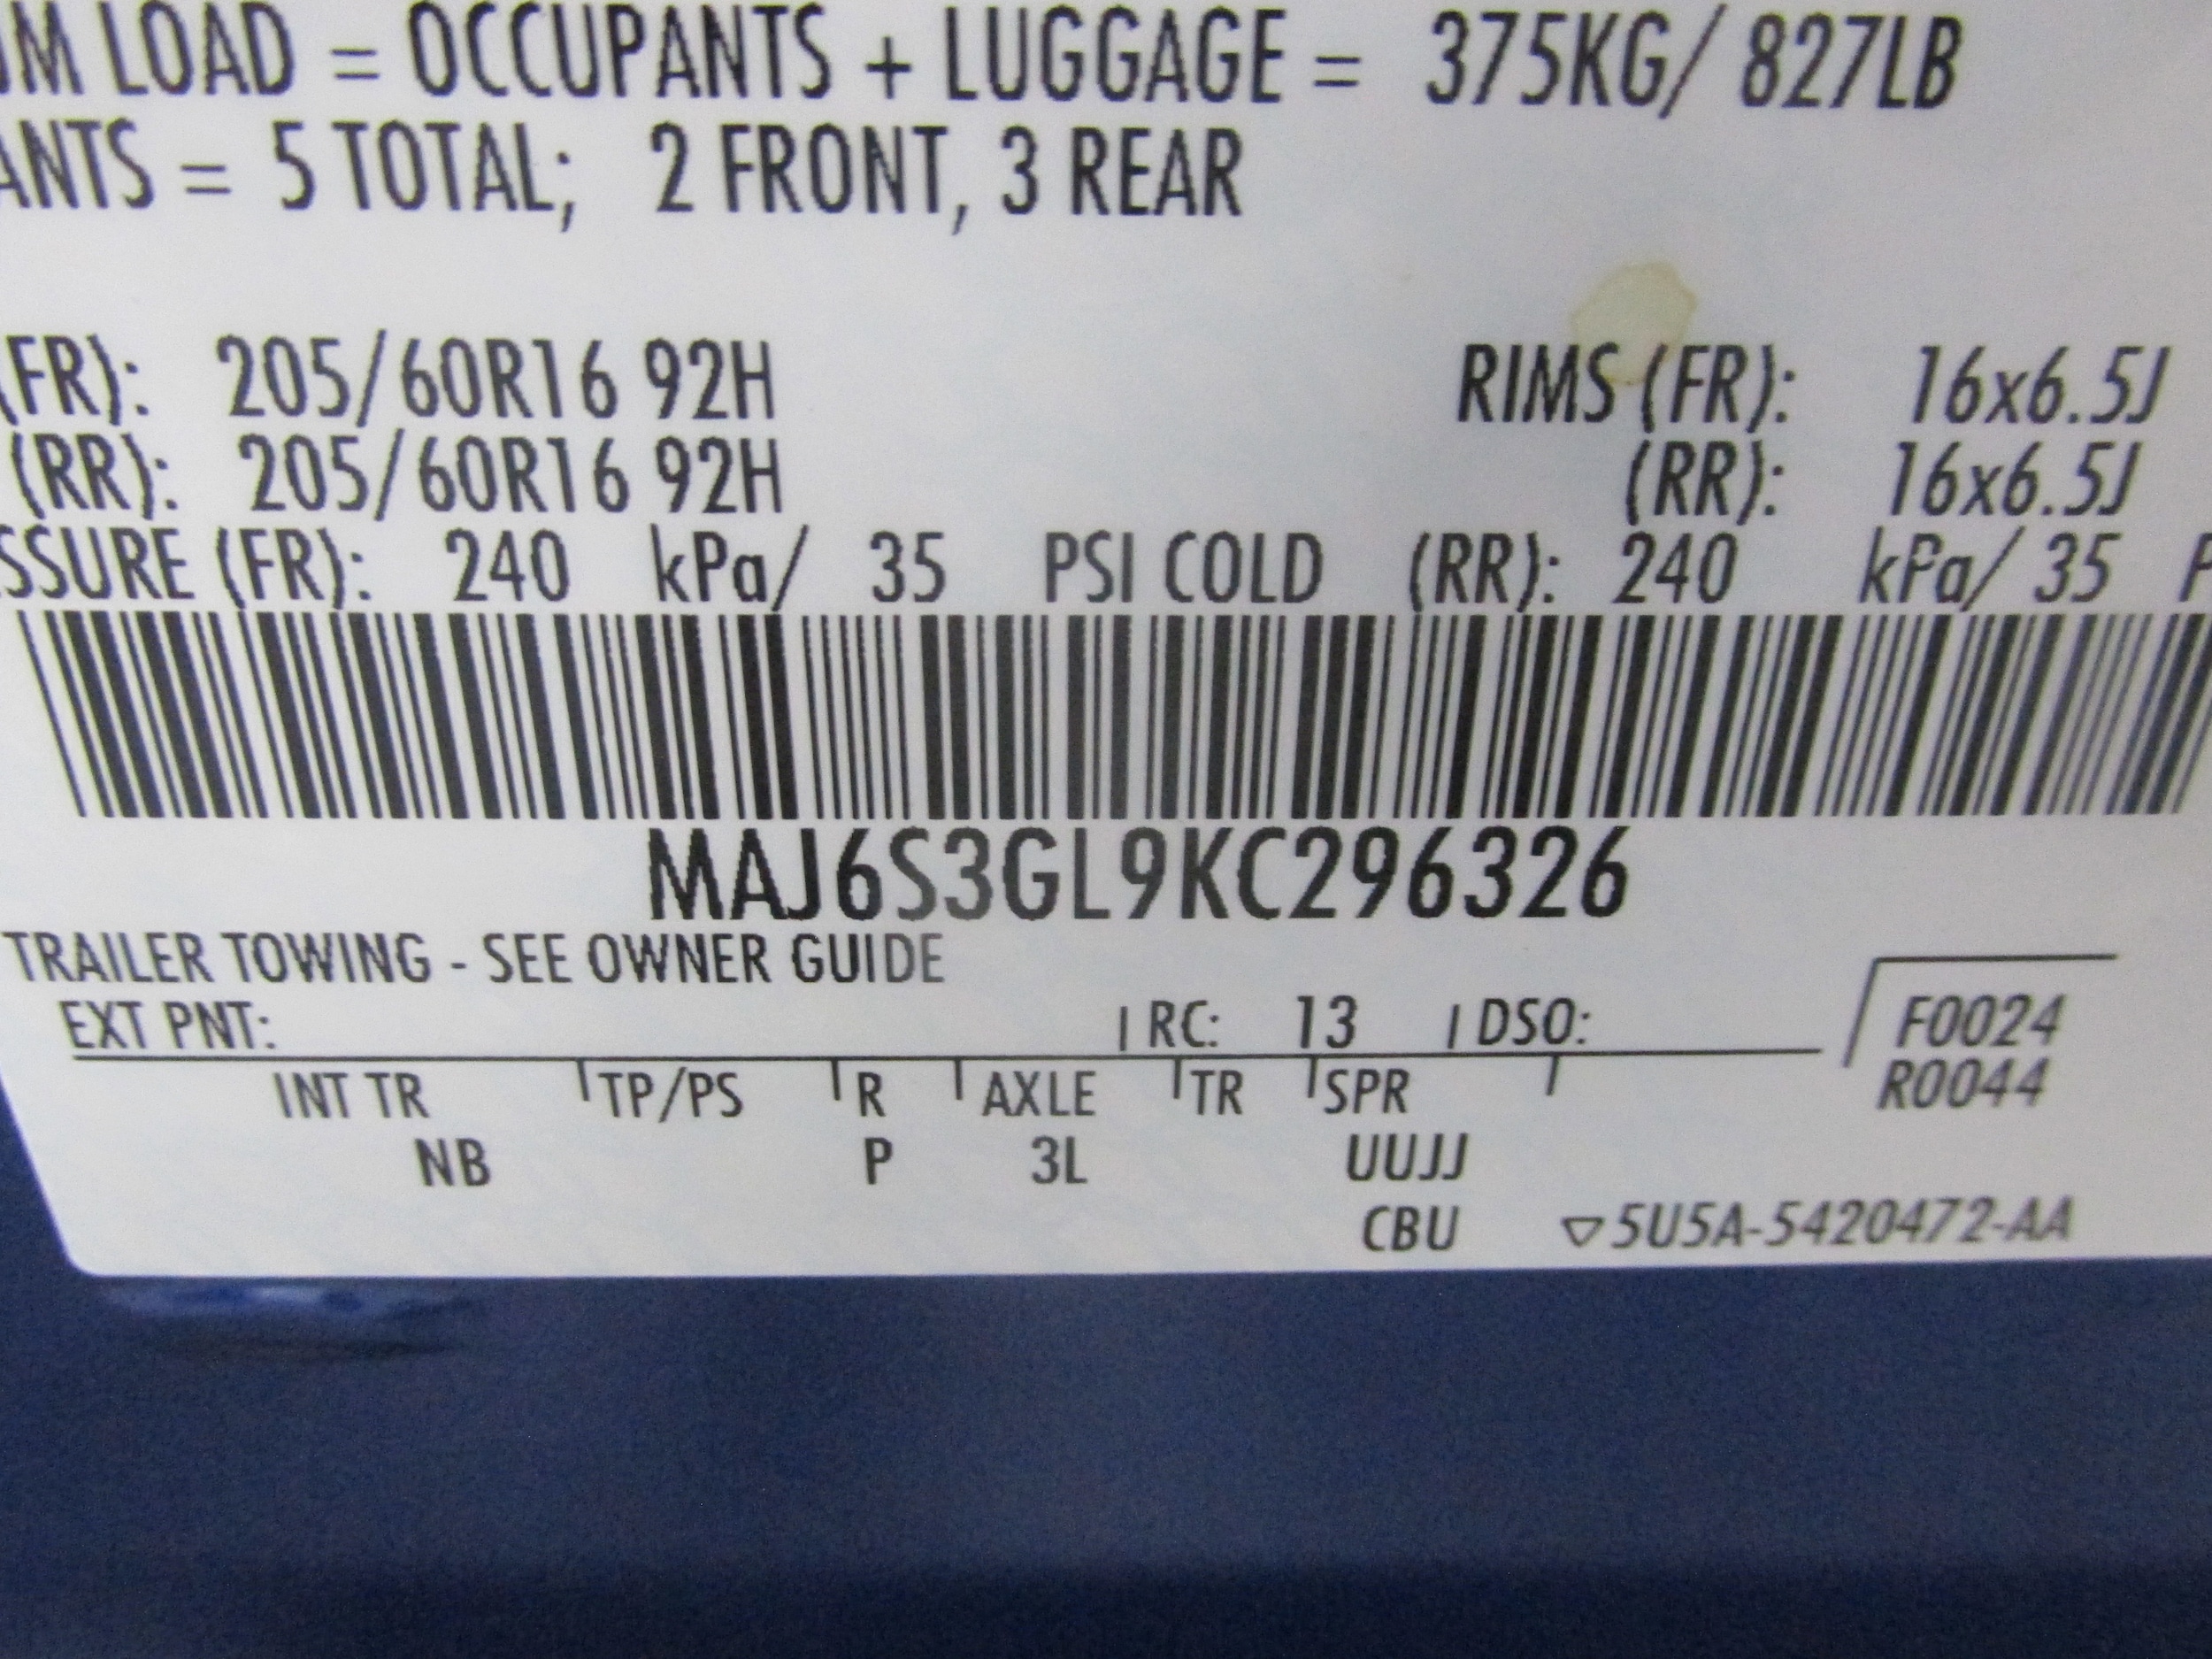 UM LOAD = OCCUPANTS + LUGGAGE = 375KG/ 827LB
ANTS = 5 TOTAL; 2 FRONT, 3 REAR
(FR): 205/60R16 92H RIMS (FR): 16x6.5J
(RR): 205/60R16 92H (RR): 16x6.5J
SSURE (FR): 240 kPa/ 35 PSI COLD (RR): 240 kPa/ 35 P
MAJ6S3GL9KC296326
TRAILER TOWING - SEE OWNER GUIDE
EXT PNT: | RC: 13 | DSO: F0024
INT TR TP/PS R AXLE TR SPR R0044
NB P 3L UUJJ
CBU ▽5U5A-5420472-AA